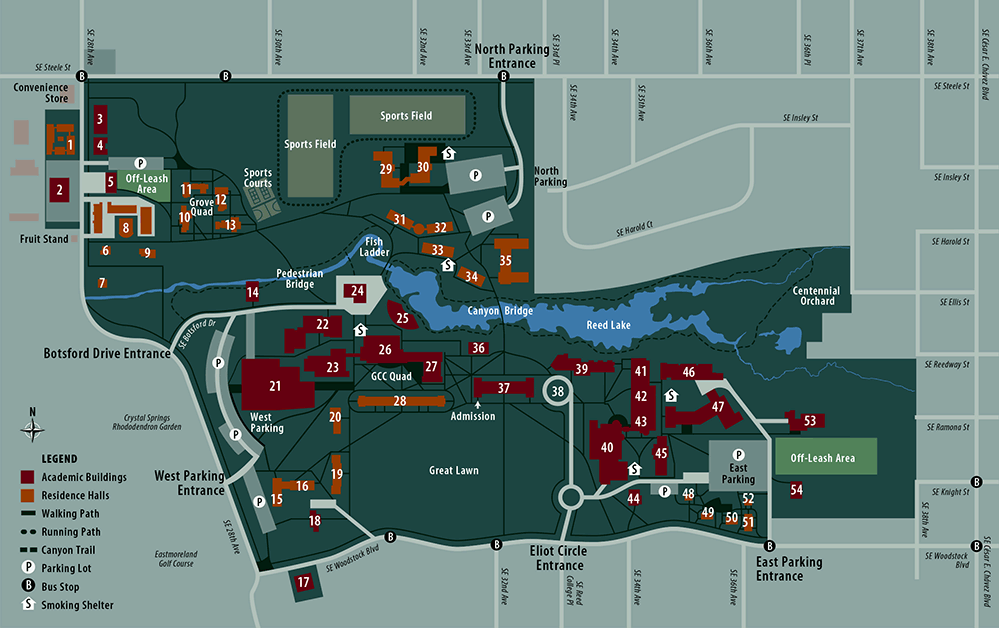 SE 28th Ave
SE 30th Ave
SE 32nd Ave
SE 33rd Ave
SE 33rd Pl
SE 34th Ave
SE 36th Ave
SE 36th Pl
SE 37th Ave
SE 38th Ave
SE César E. Chávez Blvd
North Parking
Entrance
SE Steele St
B
B
B
SE Steele St
Convenience
Store
SE 34th Ave
SE 35th Ave
SE Insley St
Sports Field
Sports Field
3
4
1
P
29
30
S
P
North
Parking
SE Insley St
2
5
Off-Leash
Area
Sports
Courts
11
12
Grove
Quad
10
13
8
P
31
32
SE Harold Ct
Fruit Stand
6
9
7
Fish
Ladder
33
S
34
35
SE Harold St
Pedestrian
Bridge
14
24
Canyon Bridge
Reed Lake
Centennial
Orchard
SE Ellis St
SE Botsford Dr
22
S
25
26
36
Botsford Drive Entrance
P
21
23
27
GCC Quad
37
Admission
38
39
41
42
43
46
S
47
SE Reedway St
28
53
SE Ramona St
N
Crystal Springs
Rhododendron Garden
West
Parking
20
P
40
45
S
P
East
Parking
Off-Leash Area
LEGEND
Academic Buildings
Residence Halls
Walking Path
Running Path
Canyon Trail
P Parking Lot
B Bus Stop
S Smoking Shelter
West Parking
Entrance
P
15
16
19
18
Great Lawn
44
P
48
49
50
51
52
54
SE Knight St
B
SE 28th Ave
Eastmoreland
Golf Course
17
SE Woodstock Blvd
B
B
Eliot Circle
Entrance
B
East Parking
Entrance
SE 38th Ave
B
SE Woodstock
Blvd
SE 32nd Ave
SE Reed
College Pl
SE 34th Ave
SE 36th Ave
SE César E. Chávez Blvd